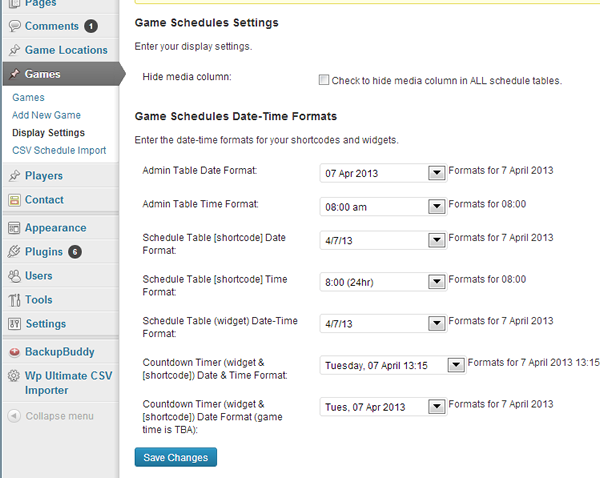 Pages
Comments 1
Game Locations
Games
Games
Add New Game
Display Settings
CSV Schedule Import
Players
Contact
Appearance
Plugins 6
Users
Tools
Settings
BackupBuddy
Wp Ultimate CSV
Importer
Collapse menu
Game Schedules Settings
Enter your display settings.
Hide media column:
Check to hide media column in ALL schedule tables.
Game Schedules Date-Time Formats
Enter the date-time formats for your shortcodes and widgets.
Admin Table Date Format:
07 Apr 2013
Formats for 7 April 2013
Admin Table Time Format:
08:00 am
Formats for 08:00
Schedule Table [shortcode] Date
Format:
4/7/13
Formats for 7 April 2013
Schedule Table [shortcode] Time
Format:
8:00 (24hr)
Formats for 08:00
Schedule Table (widget) Date-Time
Format:
4/7/13
Formats for 7 April 2013
Countdown Timer (widget &
[shortcode]) Date & Time Format:
Tuesday, 07 April 13:15
Formats for 7 April 2013 13:15
Countdown Timer (widget &
[shortcode]) Date Format (game
time is TBA):
Tues, 07 Apr 2013
Formats for 7 April 2013
Save Changes